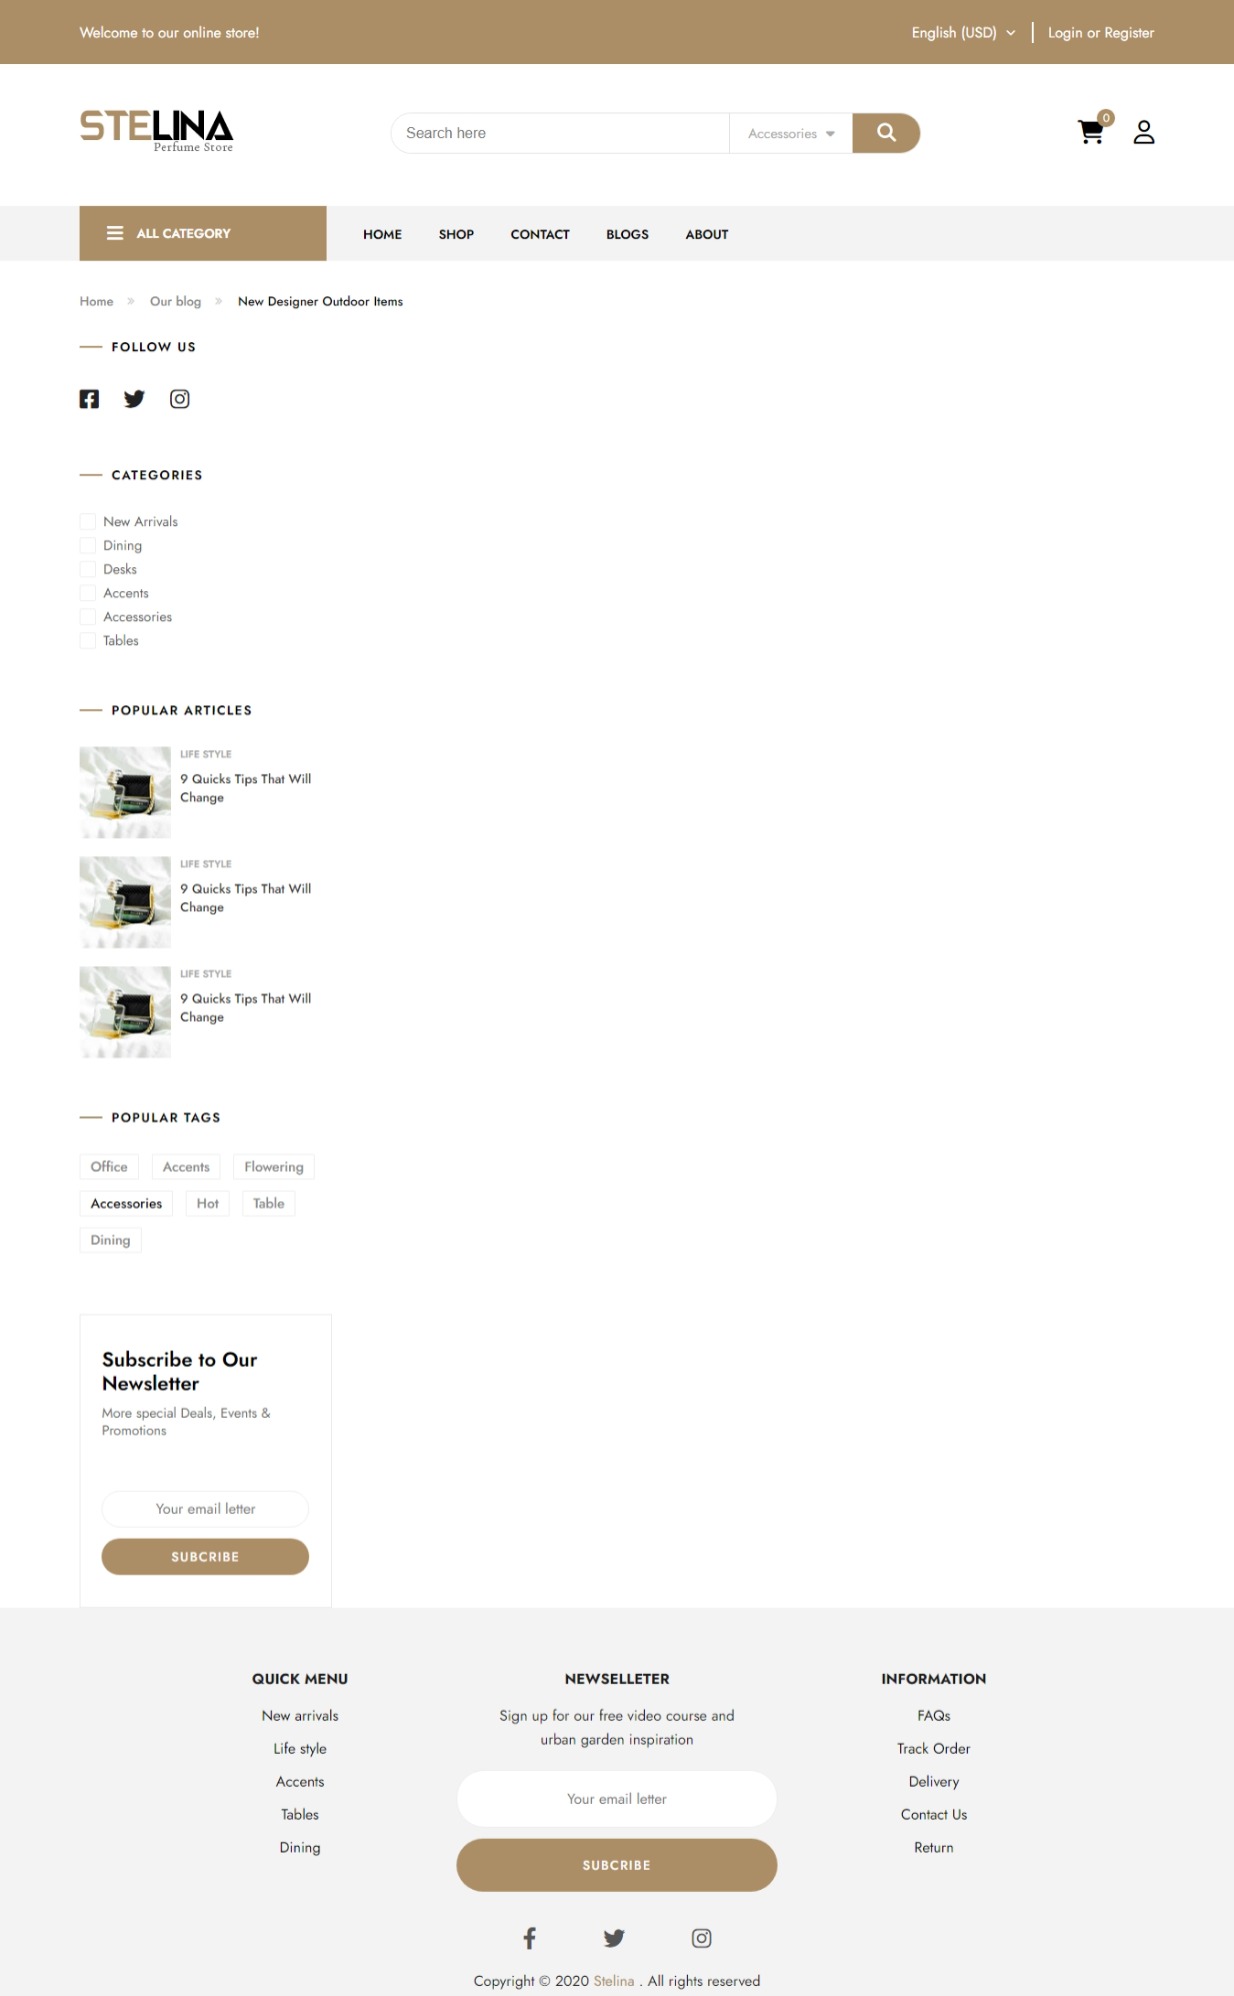 Welcome to our online store!
English (USD)
Login or Register
STELINA
Perfume Store
Search here
Accessories
0
ALL CATEGORY
HOME
SHOP
CONTACT
BLOGS
ABOUT
Home » Our blog » New Designer Outdoor Items
FOLLOW US
CATEGORIES
New Arrivals
Dining
Desks
Accents
Accessories
Tables
POPULAR ARTICLES
LIFE STYLE
9 Quicks Tips That Will
Change
LIFE STYLE
9 Quicks Tips That Will
Change
LIFE STYLE
9 Quicks Tips That Will
Change
POPULAR TAGS
Office
Accents
Flowering
Accessories
Hot
Table
Dining
Subscribe to Our
Newsletter
More special Deals, Events &
Promotions
Your email letter
SUBCRIBE
QUICK MENU
New arrivals
Life style
Accents
Tables
Dining
NEWSELLETER
Sign up for our free video course and
urban garden inspiration
Your email letter
SUBCRIBE
INFORMATION
FAQs
Track Order
Delivery
Contact Us
Return
Copyright © 2020 Stelina . All rights reserved